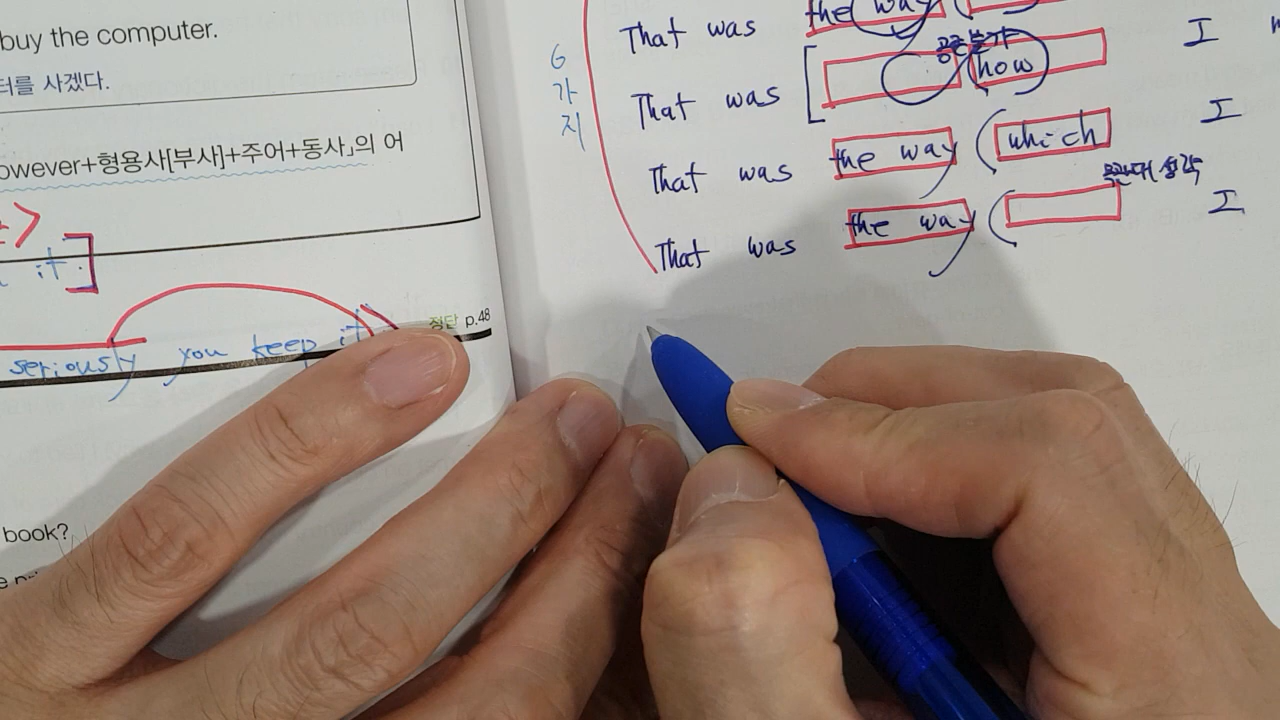 buy the computer.
터를 사겠다.
owever+형용사[부사]+주어+동사」의 어
it.
seriously you keep it
정답 p.48
book?
6
가
지
That was the way I
공존불가
That was how
That was the way which I
관계부사 생략
That was the way I